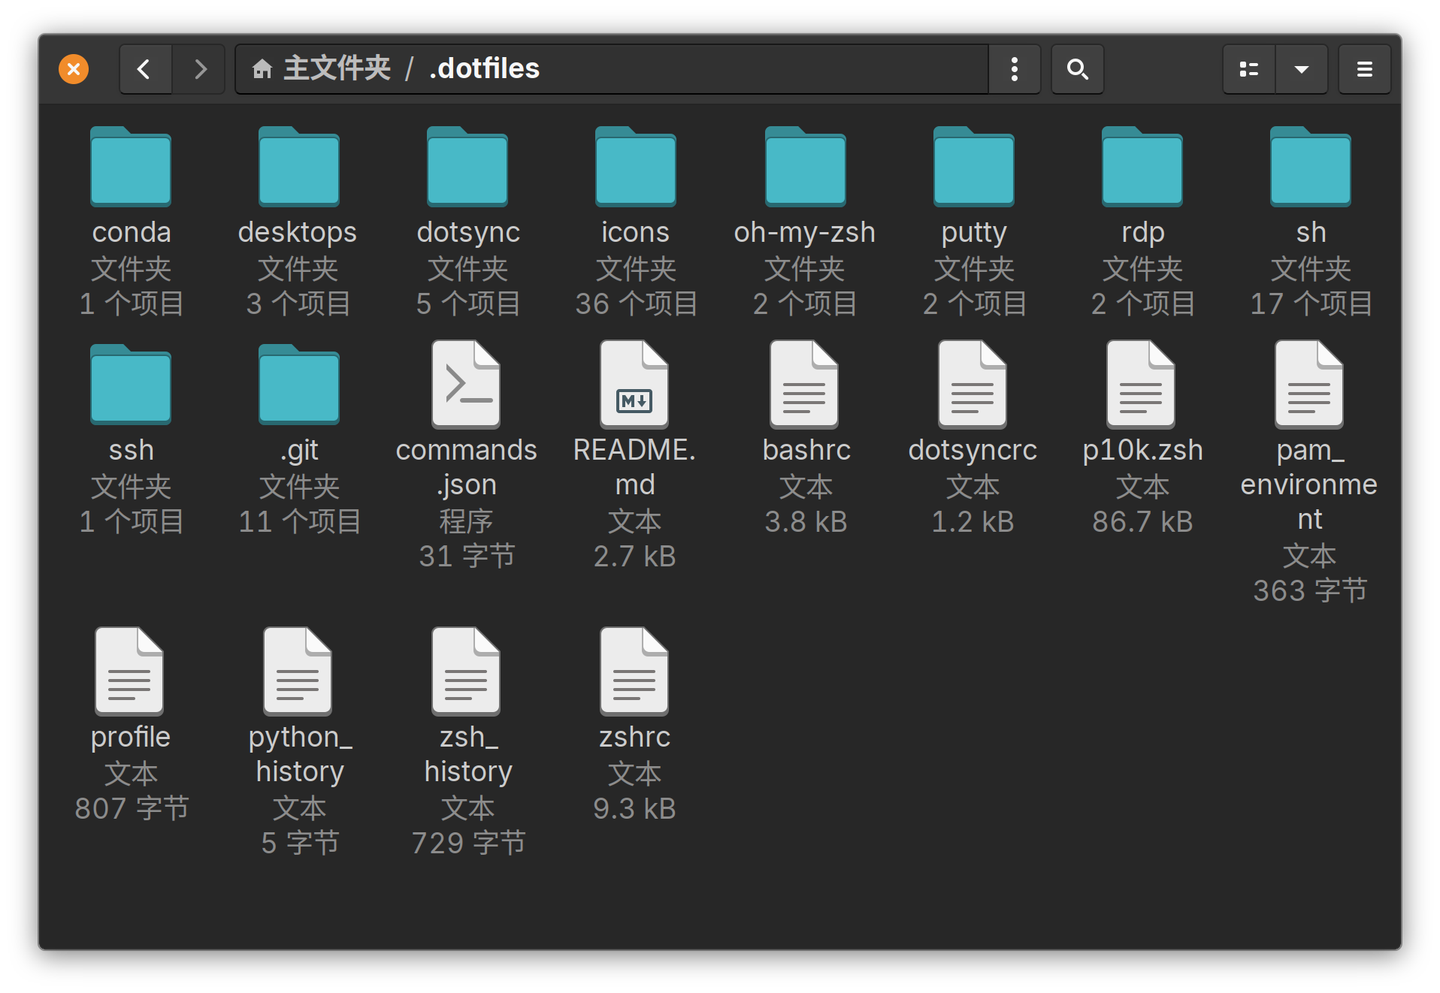 主文件夹 / .dotfiles
conda
文件夹
1 个项目
desktops
文件夹
3 个项目
dotsync
文件夹
5 个项目
icons
文件夹
36 个项目
oh-my-zsh
文件夹
2 个项目
putty
文件夹
2 个项目
rdp
文件夹
2 个项目
sh
文件夹
17 个项目
ssh
文件夹
1 个项目
.git
文件夹
11 个项目
commands
.json
程序
31 字节
M
README.
md
文本
2.7 kB
bashrc
文本
3.8 kB
dotsyncrc
文本
1.2 kB
p10k.zsh
文本
86.7 kB
pam_
environme
nt
文本
363 字节
profile
文本
807 字节
python_
history
文本
5 字节
zsh_
history
文本
729 字节
zshrc
文本
9.3 kB